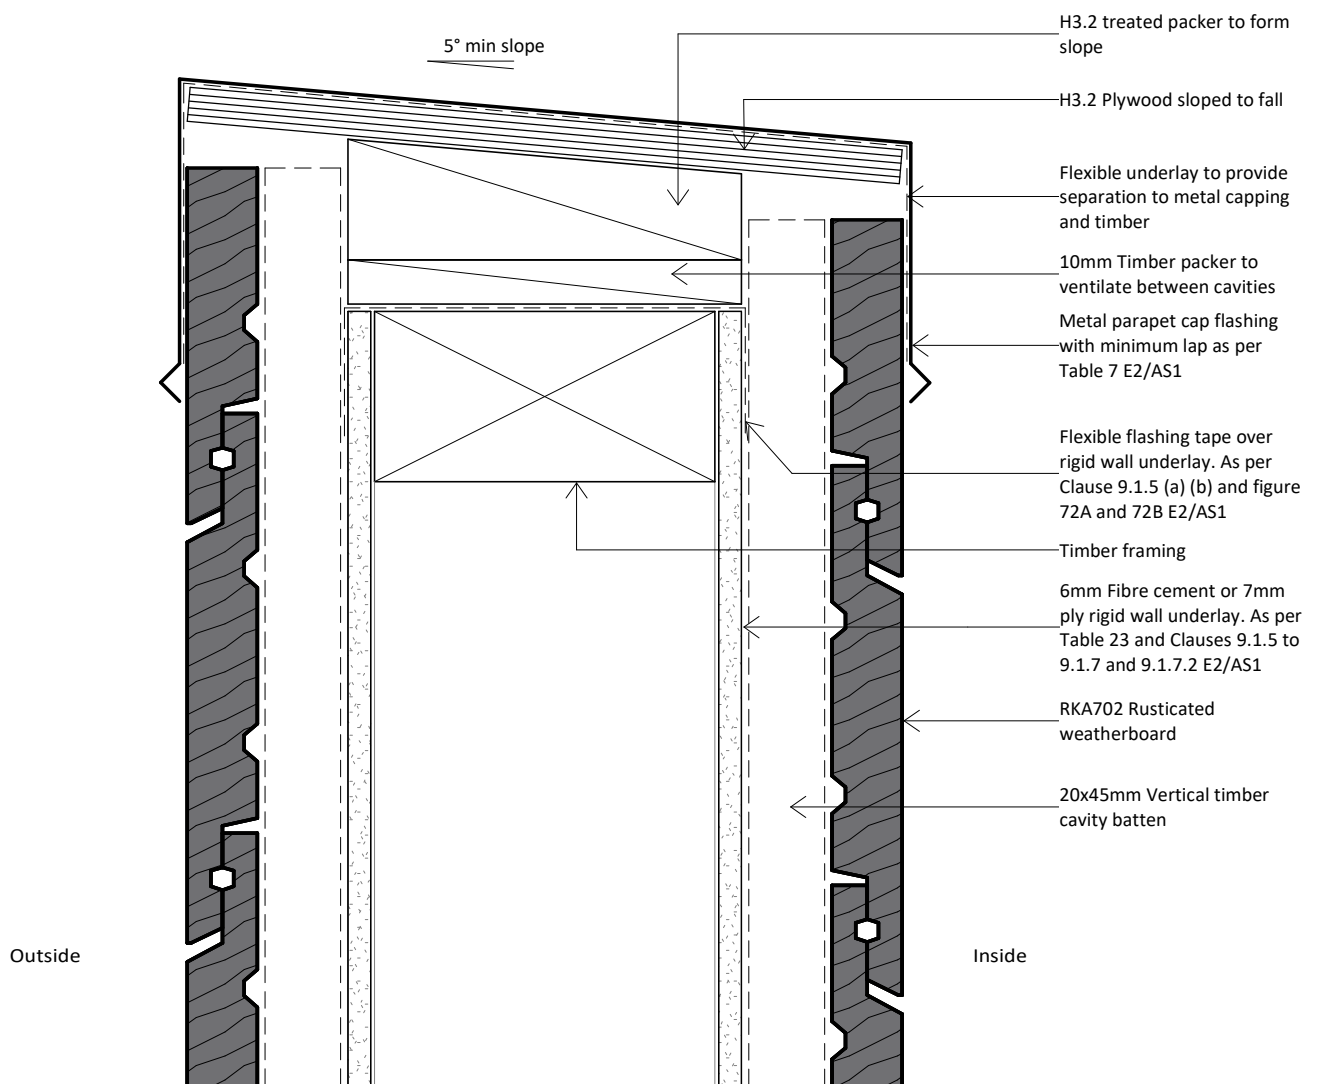 5° min slope
H3.2 treated packer to form
slope
H3.2 Plywood sloped to fall
Flexible underlay to provide
separation to metal capping
and timber
10mm Timber packer to
ventilate between cavities
Metal parapet cap flashing
with minimum lap as per
Table 7 E2/AS1
Flexible flashing tape over
rigid wall underlay. As per
Clause 9.1.5 (a) (b) and figure
72A and 72B E2/AS1
Timber framing
6mm Fibre cement or 7mm
ply rigid wall underlay. As per
Table 23 and Clauses 9.1.5 to
9.1.7 and 9.1.7.2 E2/AS1
RKA702 Rusticated
weatherboard
20x45mm Vertical timber
cavity batten
Outside
Inside